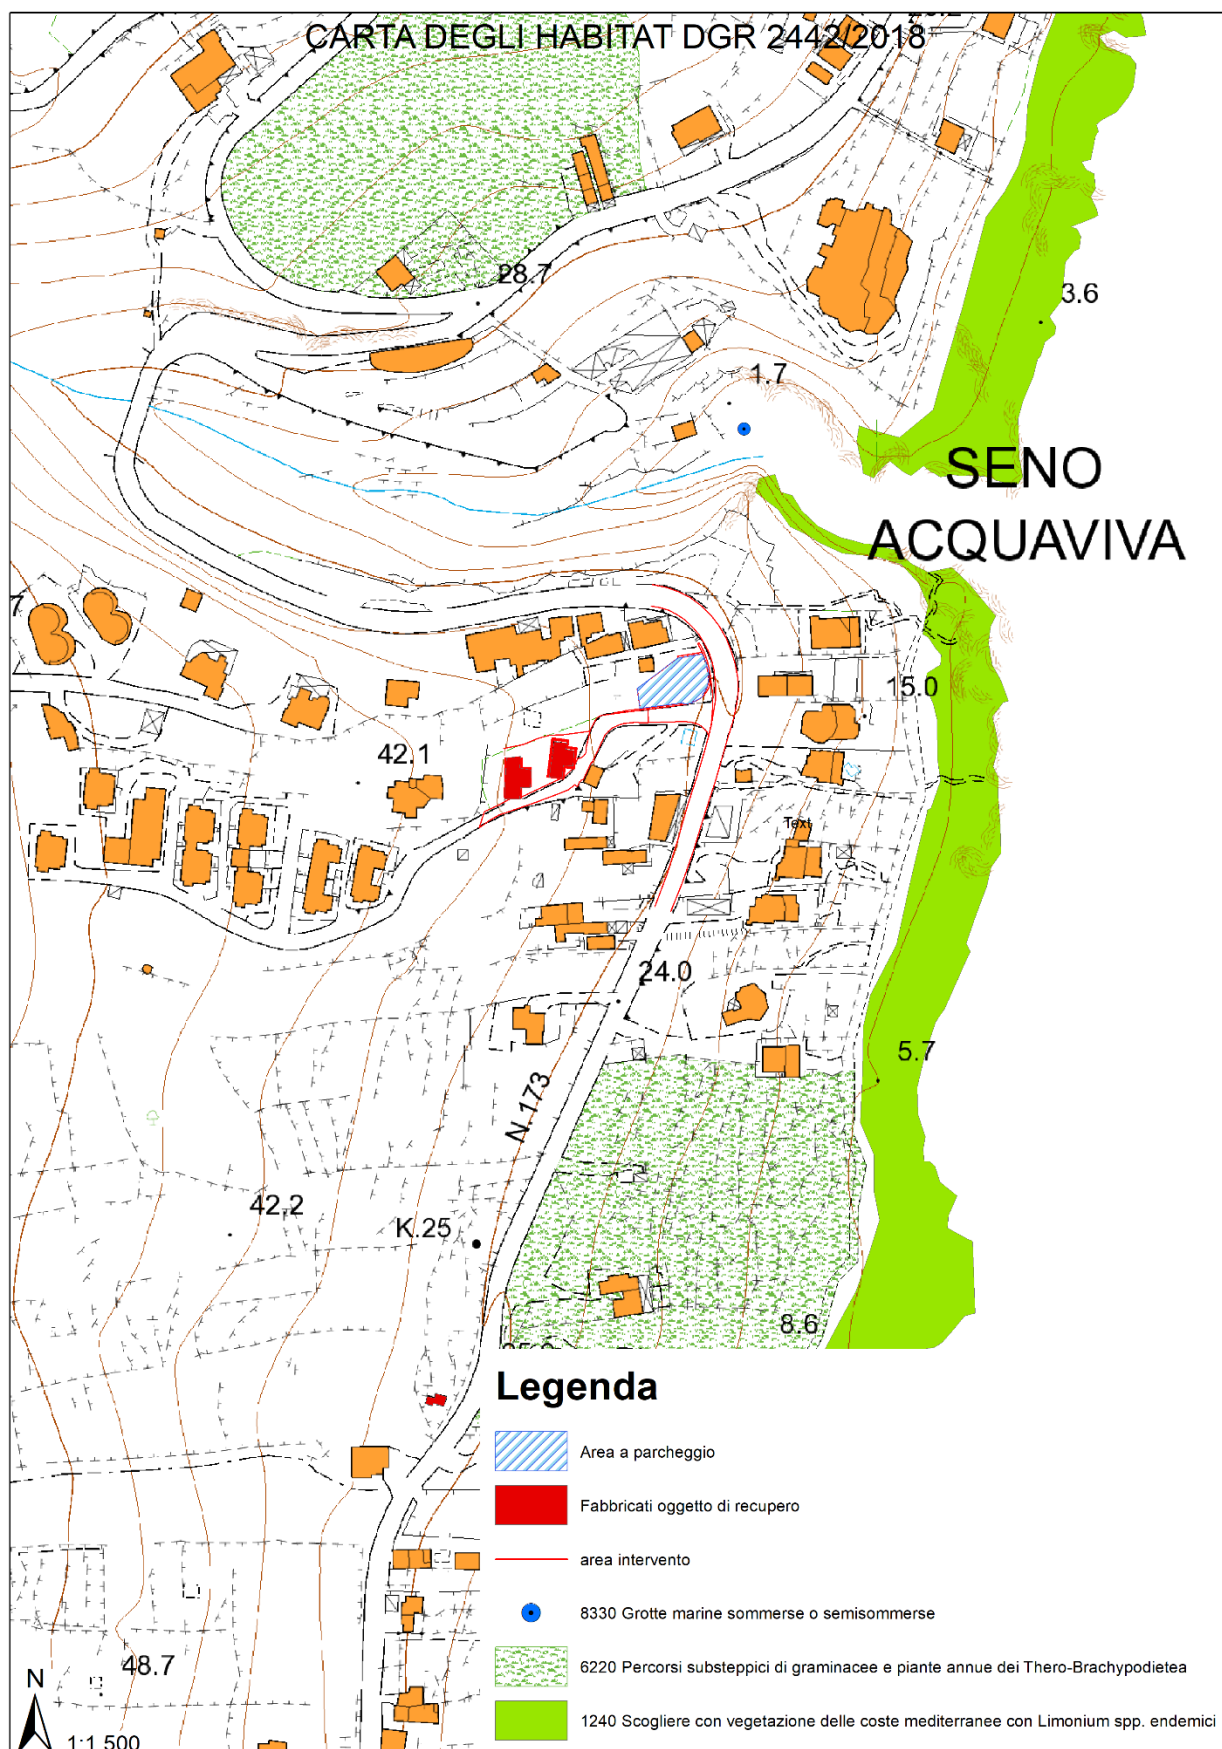 CARTA DEGLI HABITAT DGR 2442/2018
28.7
3.6
1.7
SENO
ACQUAVIVA
7
15.0
42.1
Text
24.0
5.7
N.173
42.2
K.25
8.6
Legenda
Area a parcheggio
Fabbricati oggetto di recupero
area intervento
8330 Grotte marine sommerse o semisommerse
6220 Percorsi substeppici di graminacee e piante annue dei Thero-Brachypodietea
48.7
N
1240 Scogliere con vegetazione delle coste mediterranee con Limonium spp. endemici
1:1.500